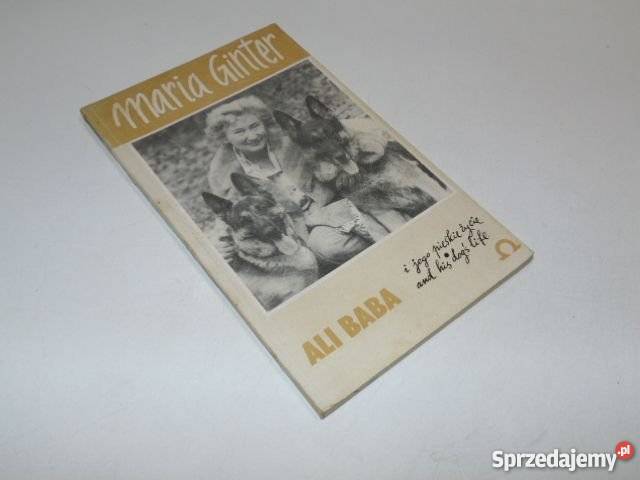 Maria Ginter
i jego pieskie życie
and his dog's life
ALI BABA
Ω
Sprzedajemy.pl